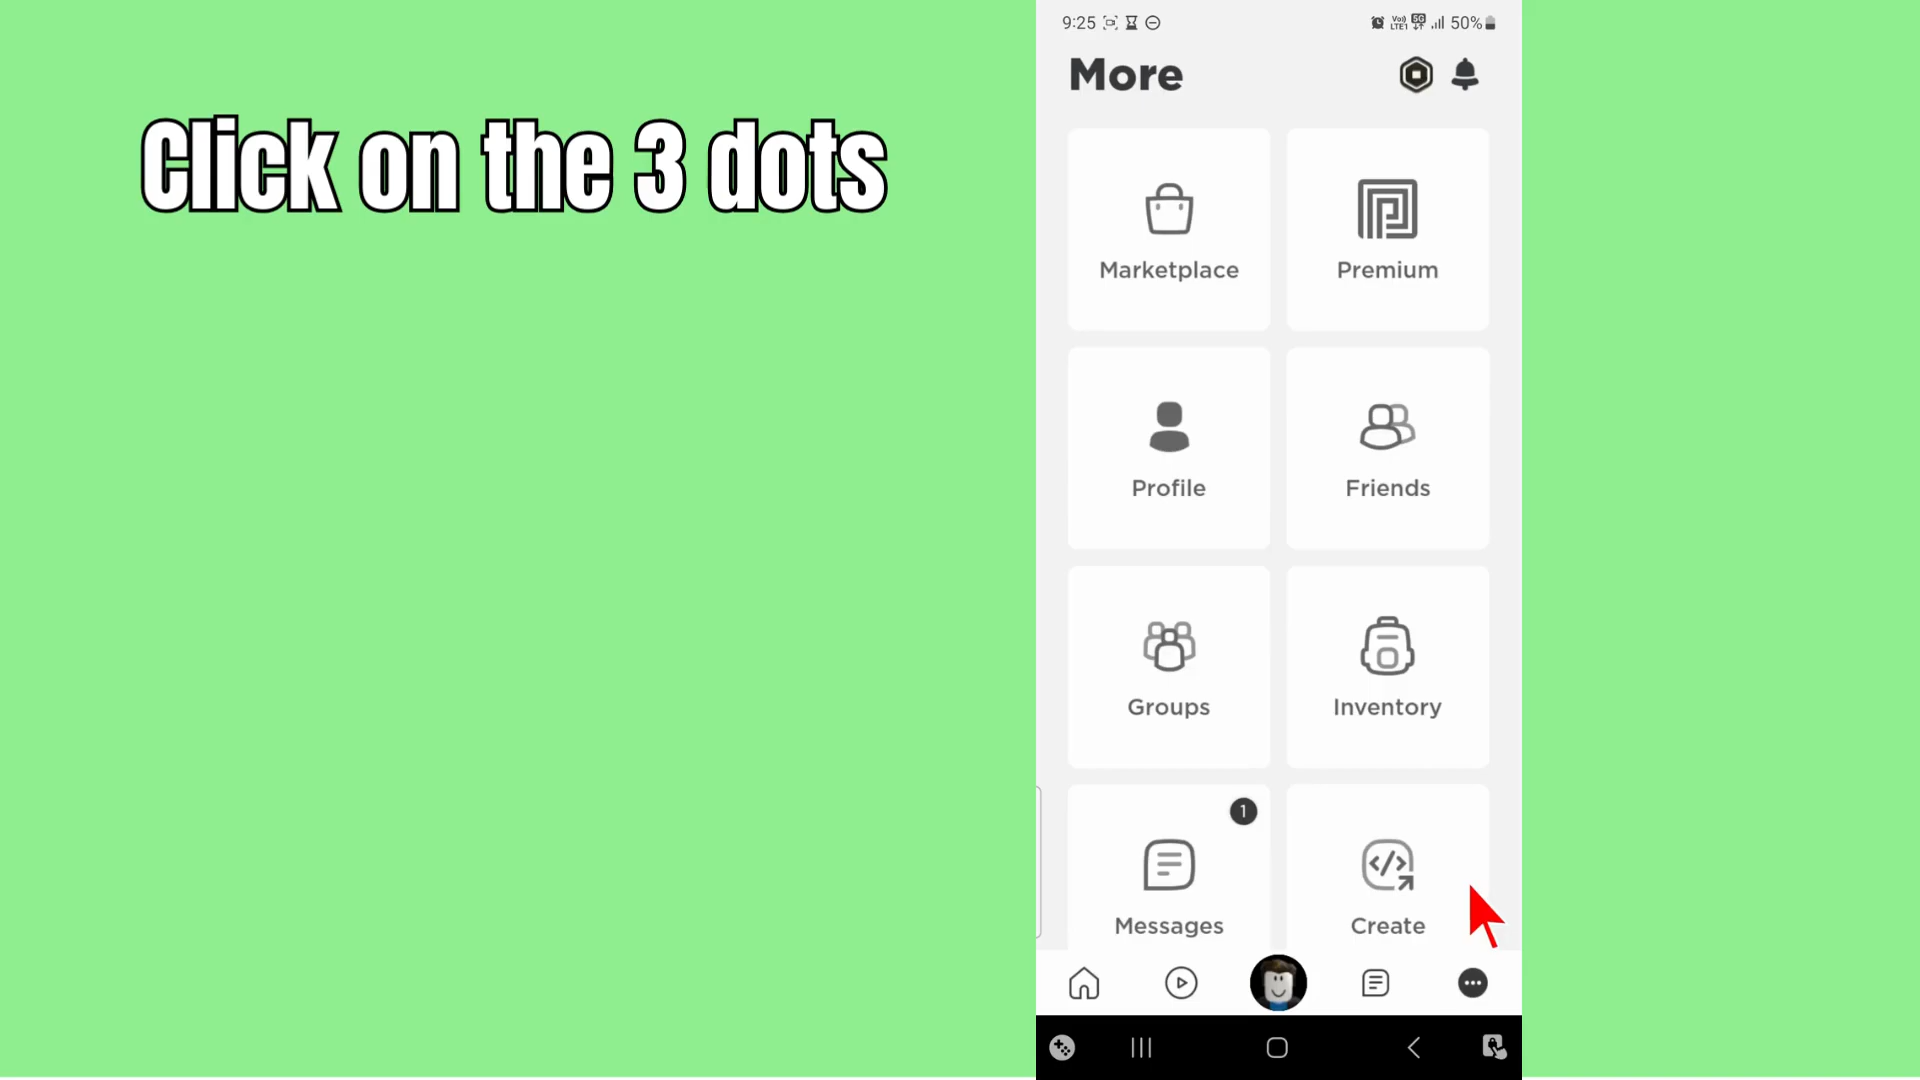 Click on the 3 dots
9:25
50%
More
Marketplace
Premium
Profile
Friends
Groups
Inventory
1
Messages
Create